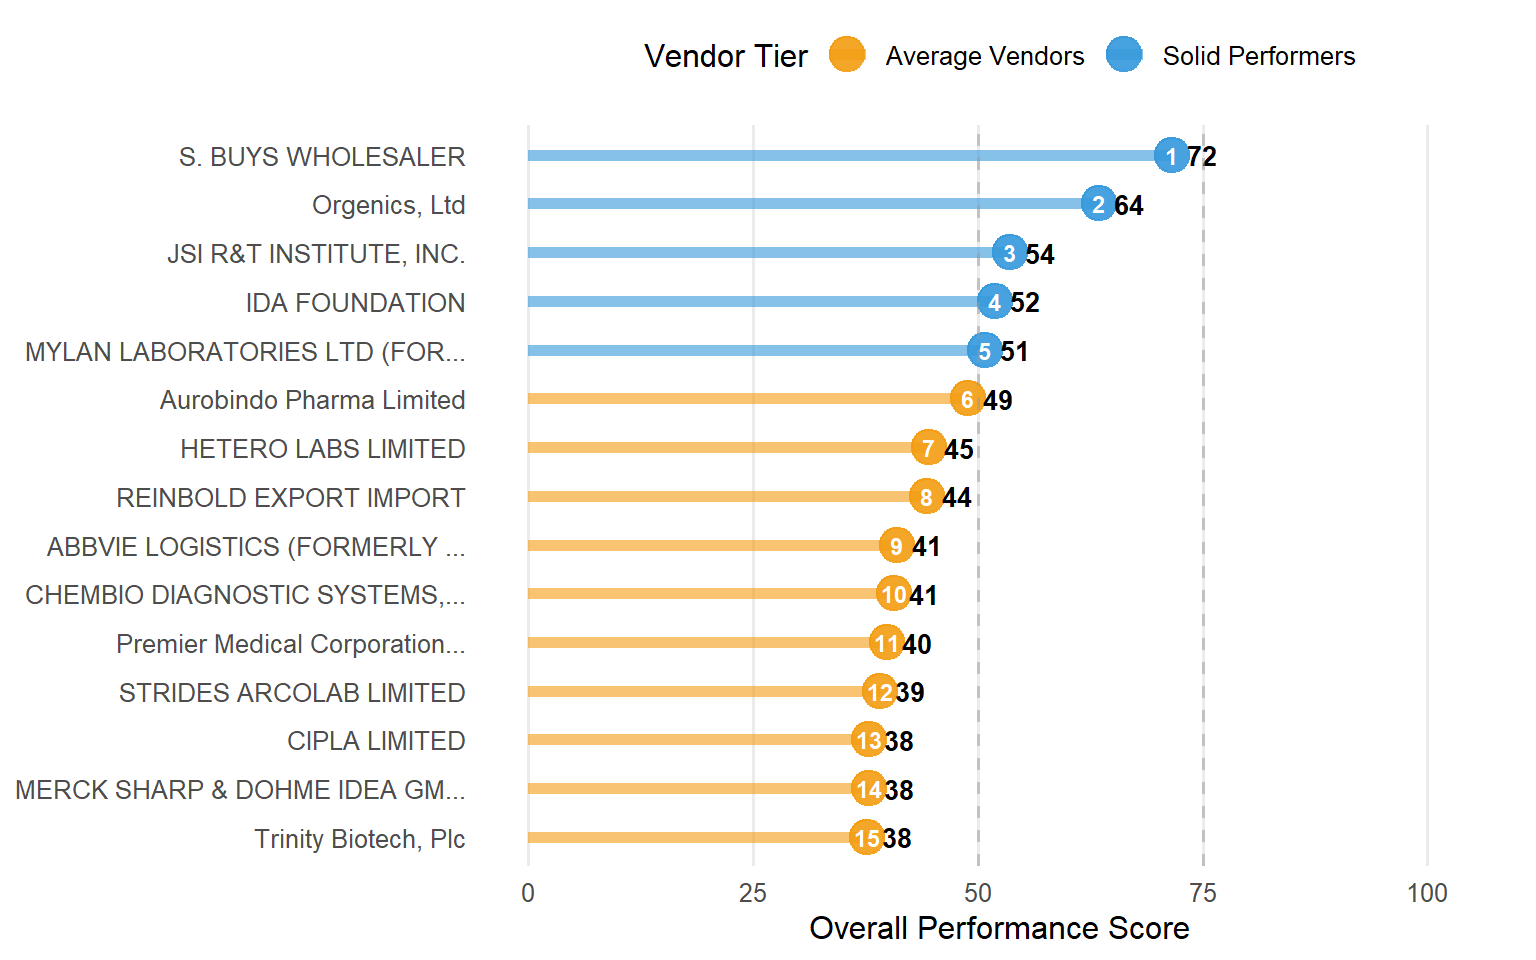 Vendor Tier Average Vendors Solid Performers
S. BUYS WHOLESALER 1 72
Orgenics, Ltd 2 64
JSI R&T INSTITUTE, INC. 3 54
IDA FOUNDATION 4 52
MYLAN LABORATORIES LTD (FOR... 5 51
Aurobindo Pharma Limited 6 49
HETERO LABS LIMITED 7 45
REINBOLD EXPORT IMPORT 8 44
ABBVIE LOGISTICS (FORMERLY ... 9 41
CHEMBIO DIAGNOSTIC SYSTEMS,... 10 41
Premier Medical Corporation... 11 40
STRIDES ARCOLAB LIMITED 12 39
CIPLA LIMITED 13 38
MERCK SHARP & DOHME IDEA GM... 14 38
Trinity Biotech, Plc 15 38
0 25 50 75 100
Overall Performance Score